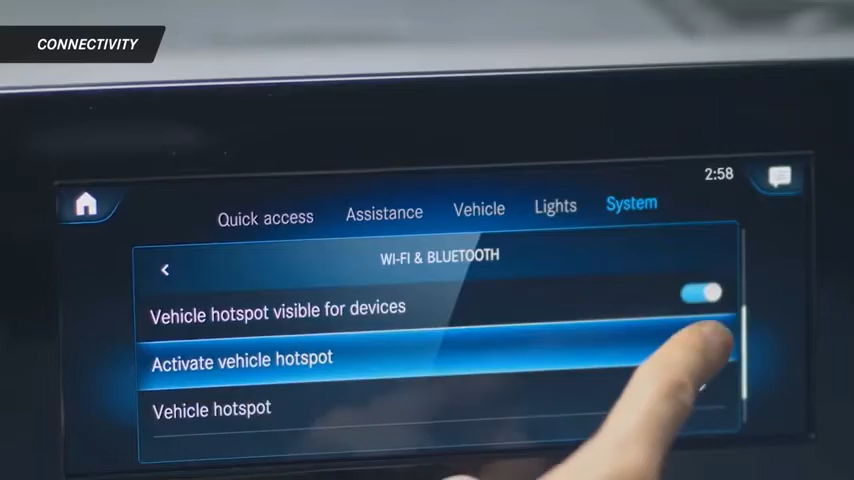 CONNECTIVITY
2:58
Quick access Assistance Vehicle Lights System
WI-FI & BLUETOOTH
Vehicle hotspot visible for devices
Activate vehicle hotspot
Vehicle hotspot